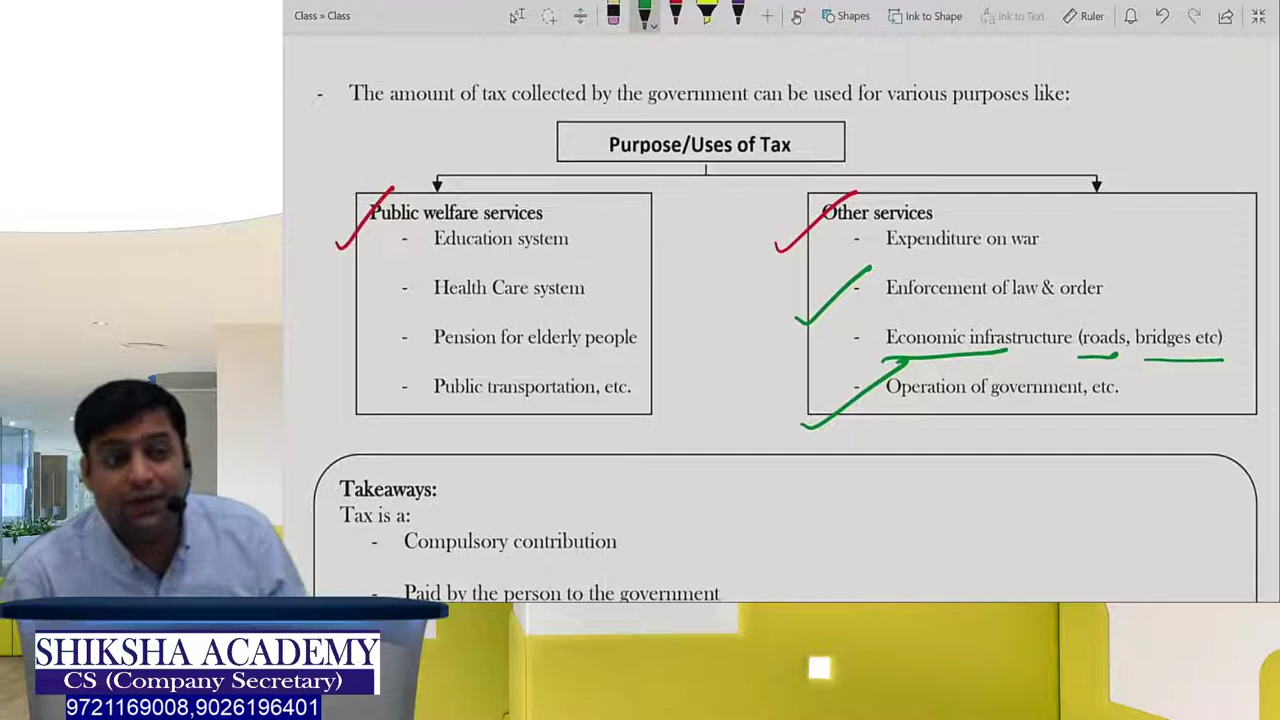 Class » Class
Shapes
Ink to Shape
Ink to Text
Ruler
- The amount of tax collected by the government can be used for various purposes like:
Purpose/Uses of Tax
Public welfare services
- Education system
- Health Care system
- Pension for elderly people
- Public transportation, etc.
Other services
- Expenditure on war
- Enforcement of law & order
- Economic infrastructure (roads, bridges etc)
- Operation of government, etc.
Takeaways:
Tax is a:
- Compulsory contribution
- Paid by the person to the government
SHIKSHA ACADEMY
CS (Company Secretary)
9721169008,9026196401